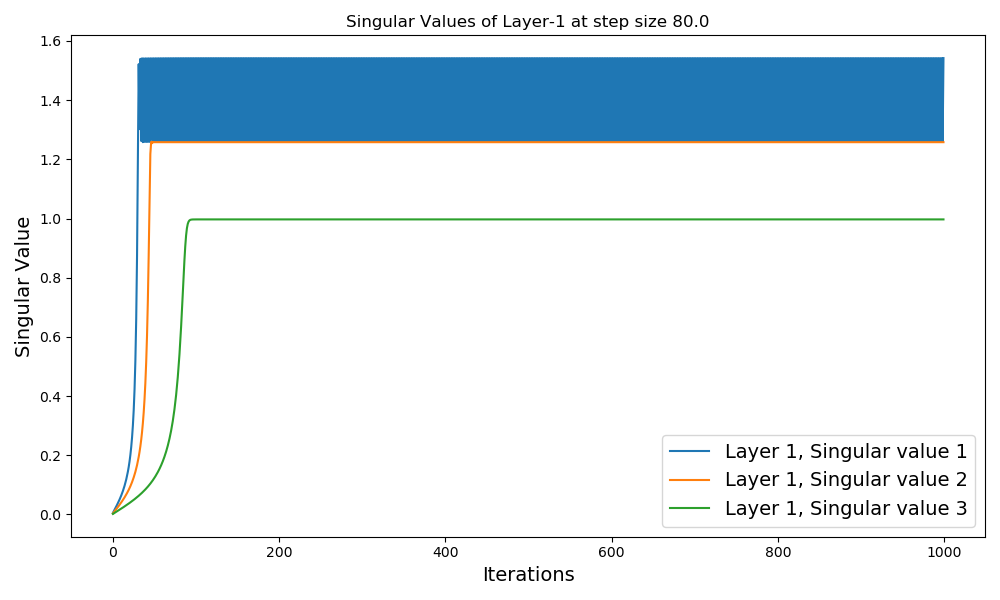 Singular Values of Layer-1 at step size 80.0
Singular Value
1.6
1.4
1.2
1.0
0.8
0.6
0.4
0.2
0.0
Layer 1, Singular value 1
Layer 1, Singular value 2
Layer 1, Singular value 3
0 200 400 600 800 1000
Iterations